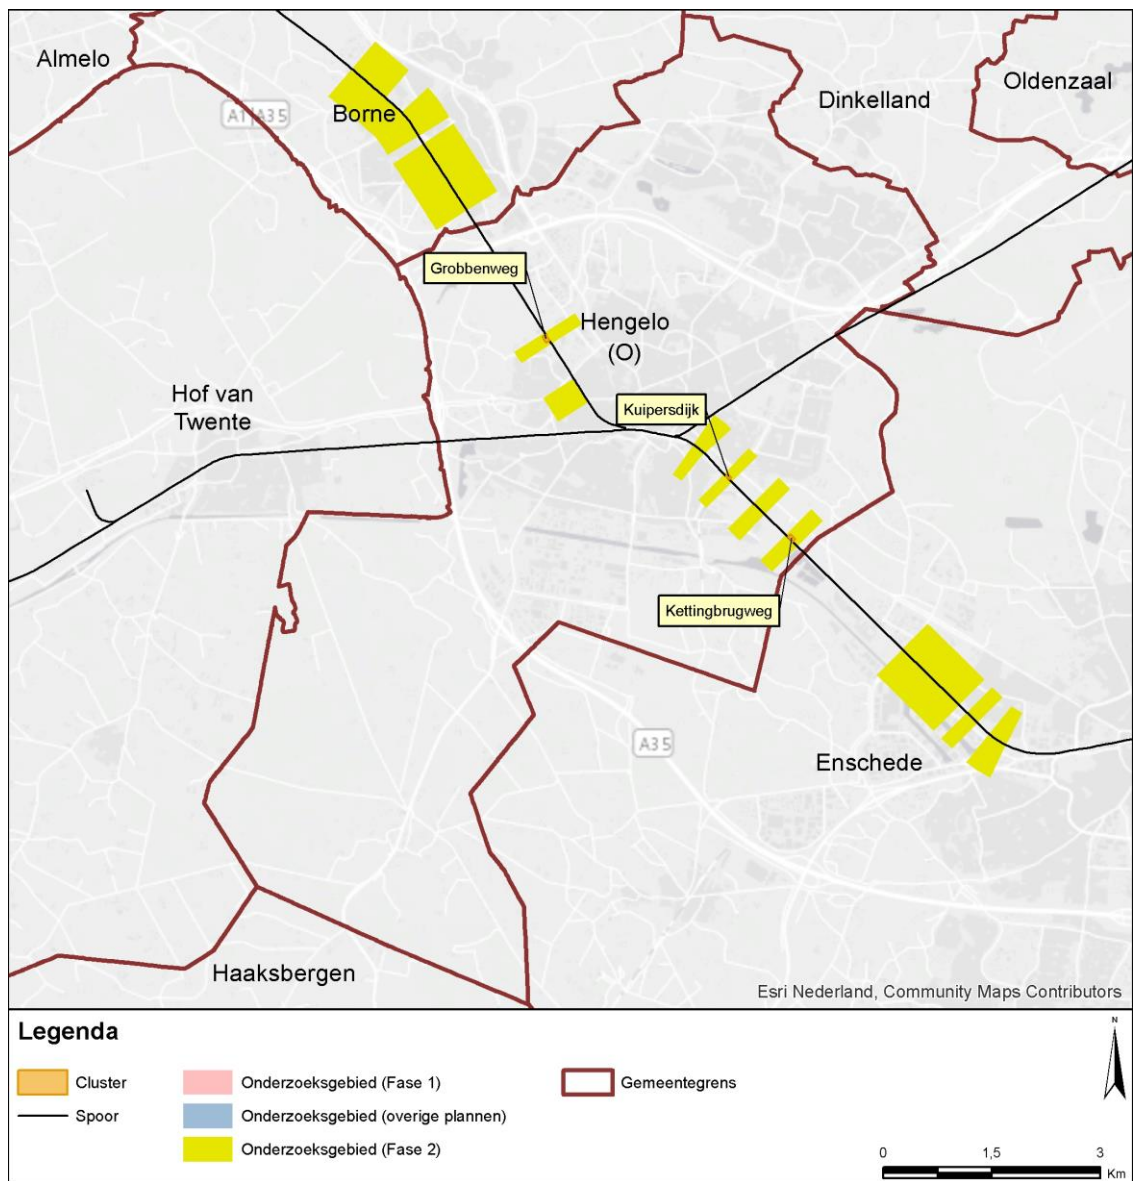 Almelo
Oldenzaal
Dinkelland
A1|A35
Borne
Grobbenweg
Hengelo
(O)
Hof van
Twente
Kuipersdijk
Kettingbrugweg
A35
Enschede
Haaksbergen
Esri Nederland, Community Maps Contributors
Legenda
N
Cluster
Onderzoeksgebied (Fase 1)
Gemeentegrens
Spoor
Onderzoeksgebied (overige plannen)
Onderzoeksgebied (Fase 2)
0 1,5 3
Km